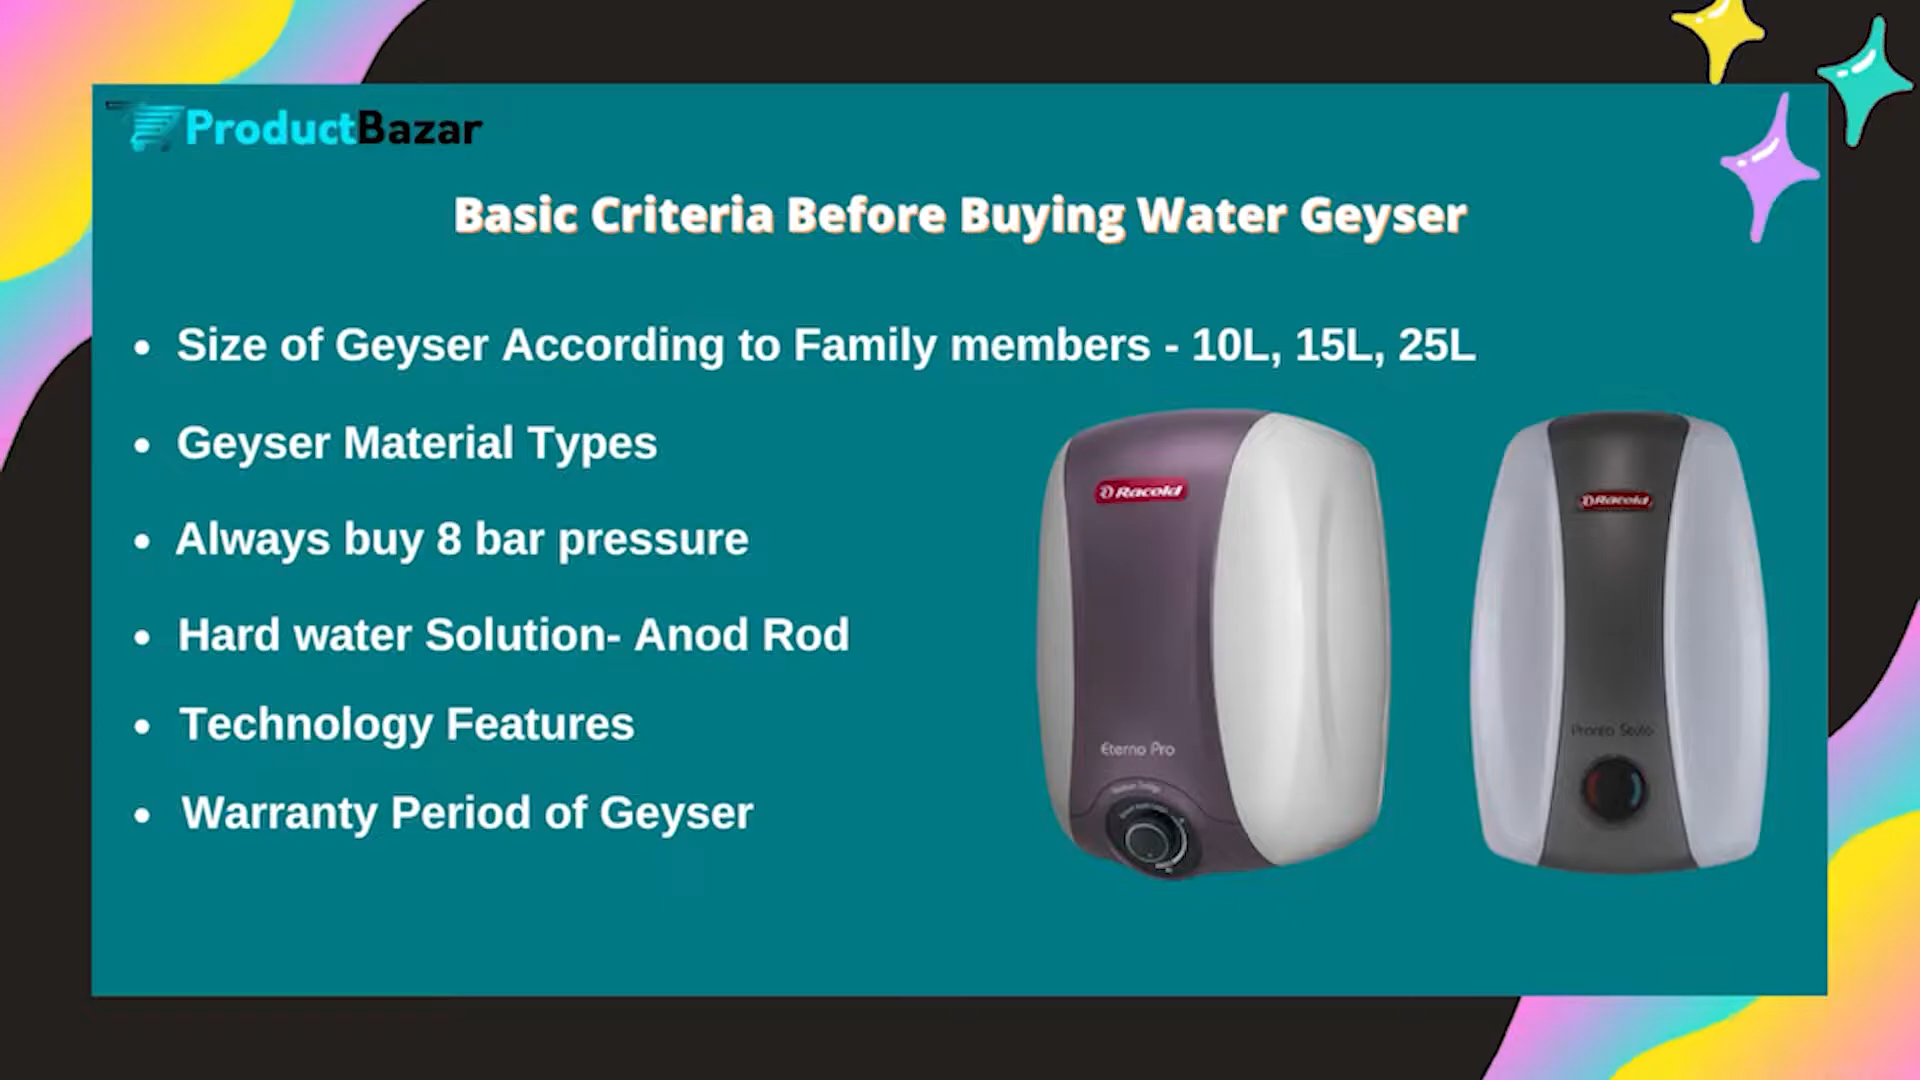 ProductBazar
Basic Criteria Before Buying Water Geyser
• Size of Geyser According to Family members - 10L, 15L, 25L
• Geyser Material Types
• Always buy 8 bar pressure
• Hard water Solution- Anod Rod
• Technology Features
• Warranty Period of Geyser
Racold
Eterno Pro
Racold
Pronto